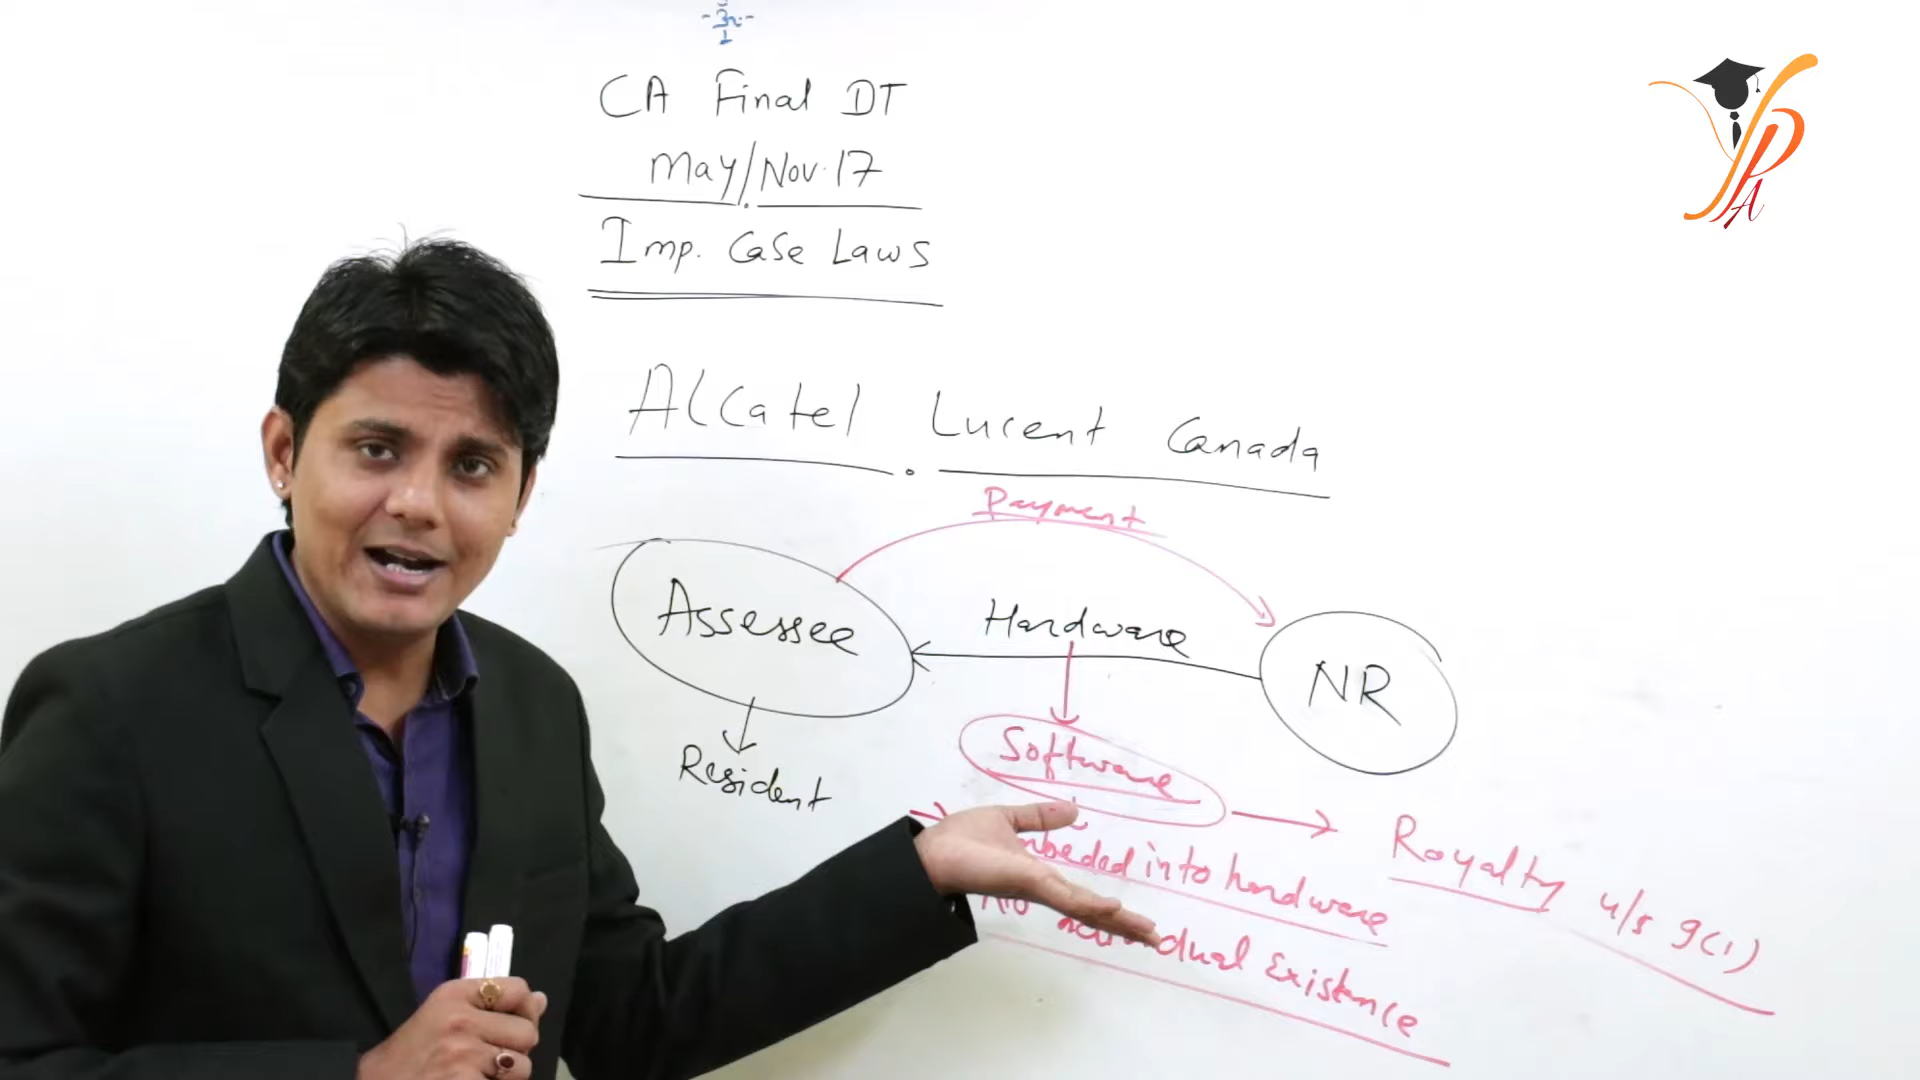 CA Final DT
May/Nov.17
Imp. Case Laws
Alcatel Lucent Canada
Payment
Assessee
Hardware
NR
Resident
Software
Royalty u/s 9(1)
into hardware
Existence
YPA